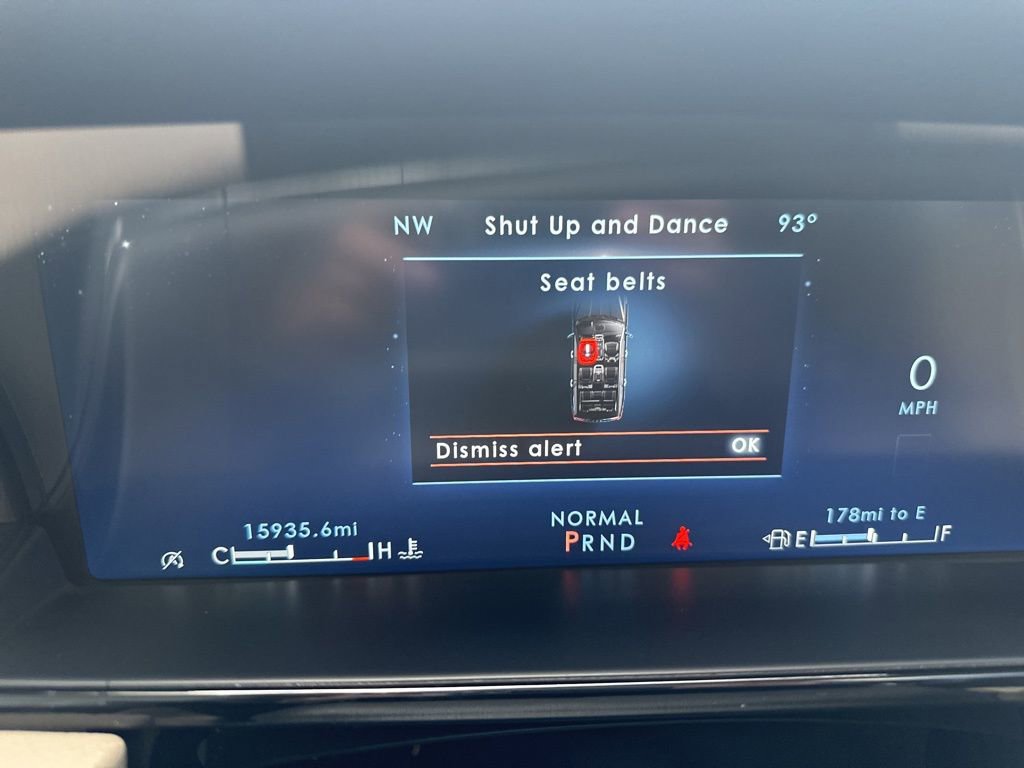 NW Shut Up and Dance 93°
Seat belts
Dismiss alert OK
0
MPH
15935.6mi
C H
NORMAL
PRND
178mi to E
E F